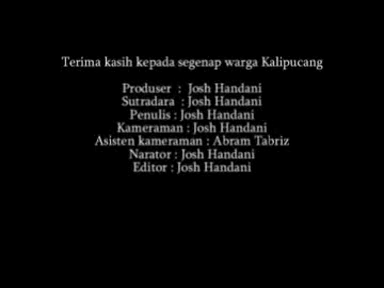 Terima kasih kepada segenap warga Kalipucang
Produser : Josh Handani
Sutradara : Josh Handani
Penulis : Josh Handani
Kameraman : Josh Handani
Asisten kameraman : Abram Tabriz
Narator : Josh Handani
Editor : Josh Handani